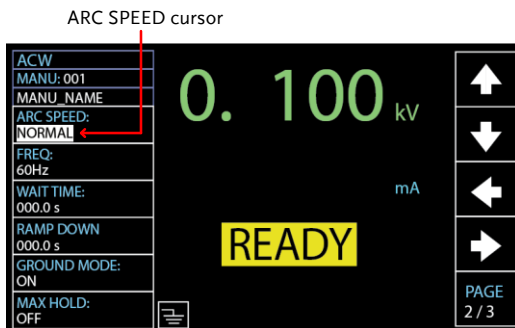 ARC SPEED cursor
ACW
MANU: 001
MANU_NAME
ARC SPEED:
NORMAL
FREQ:
60Hz
WAIT TIME:
000.0 s
RAMP DOWN
000.0 s
GROUND MODE:
ON
MAX HOLD:
OFF
0. 100 kV
mA
READY
PAGE
2 / 3